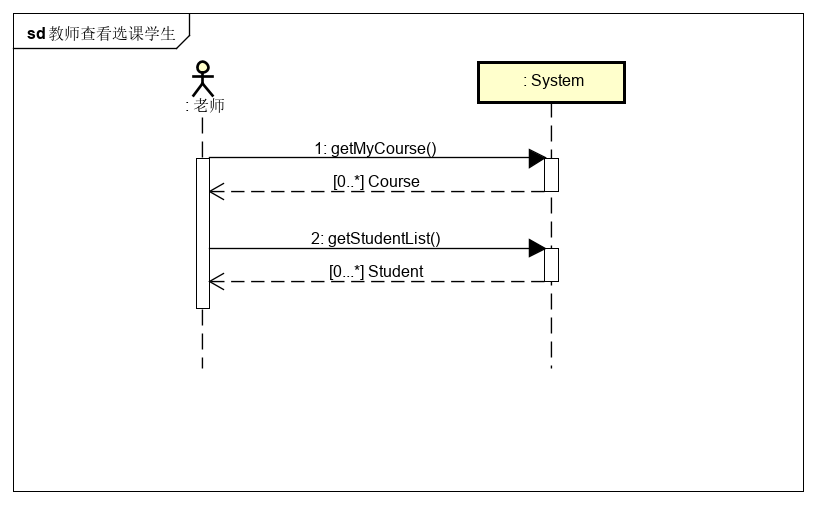 sd 教师查看选课学生
: 老师
: System
1: getMyCourse()
[0..*] Course
2: getStudentList()
[0...*] Student